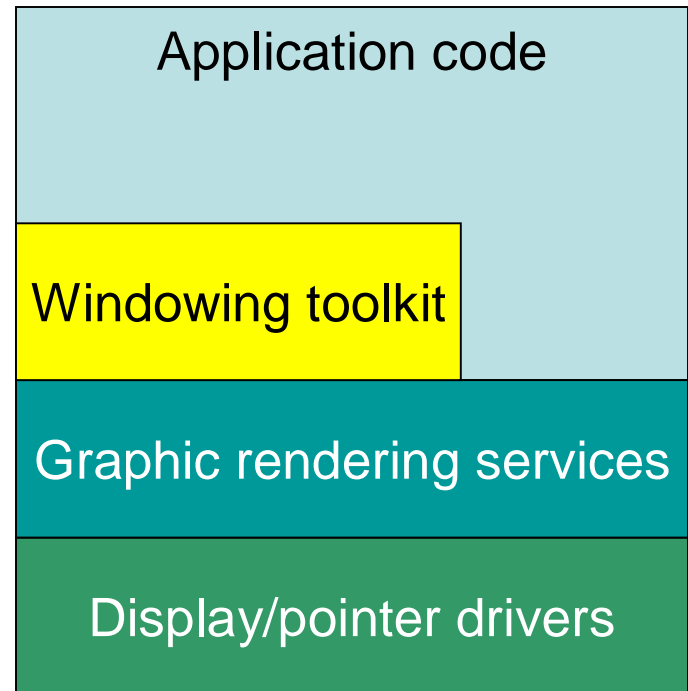 Application code
Windowing toolkit
Graphic rendering services
Display/pointer drivers